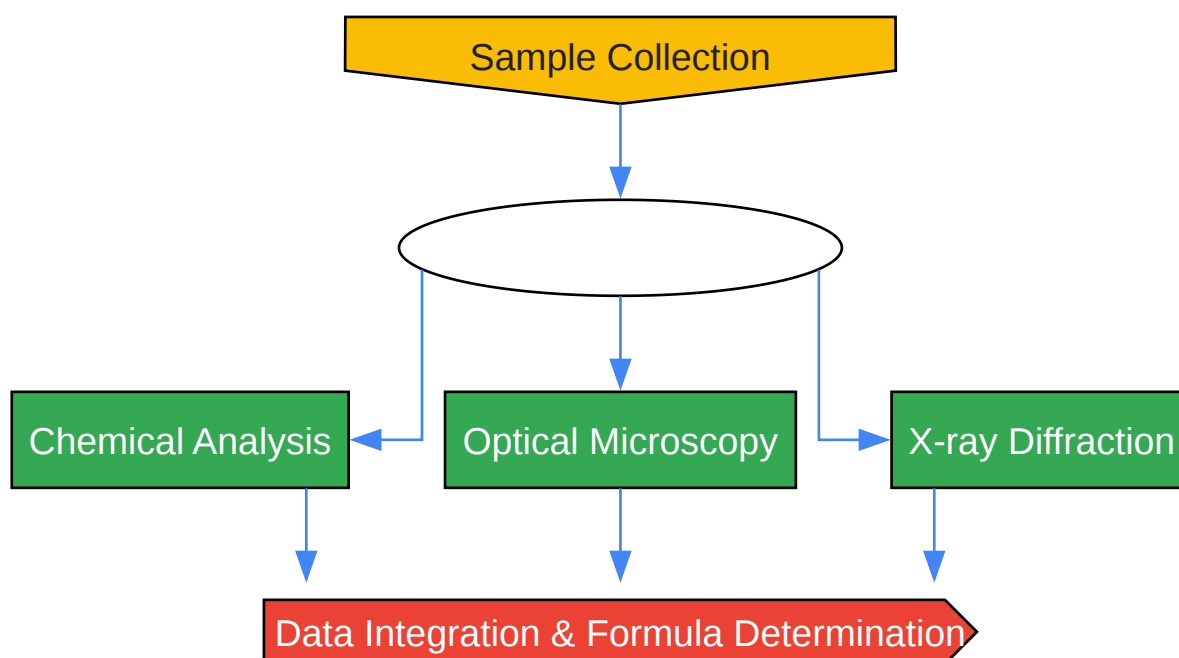 Sample Collection
Chemical Analysis
Optical Microscopy
X-ray Diffraction
Data Integration & Formula Determination